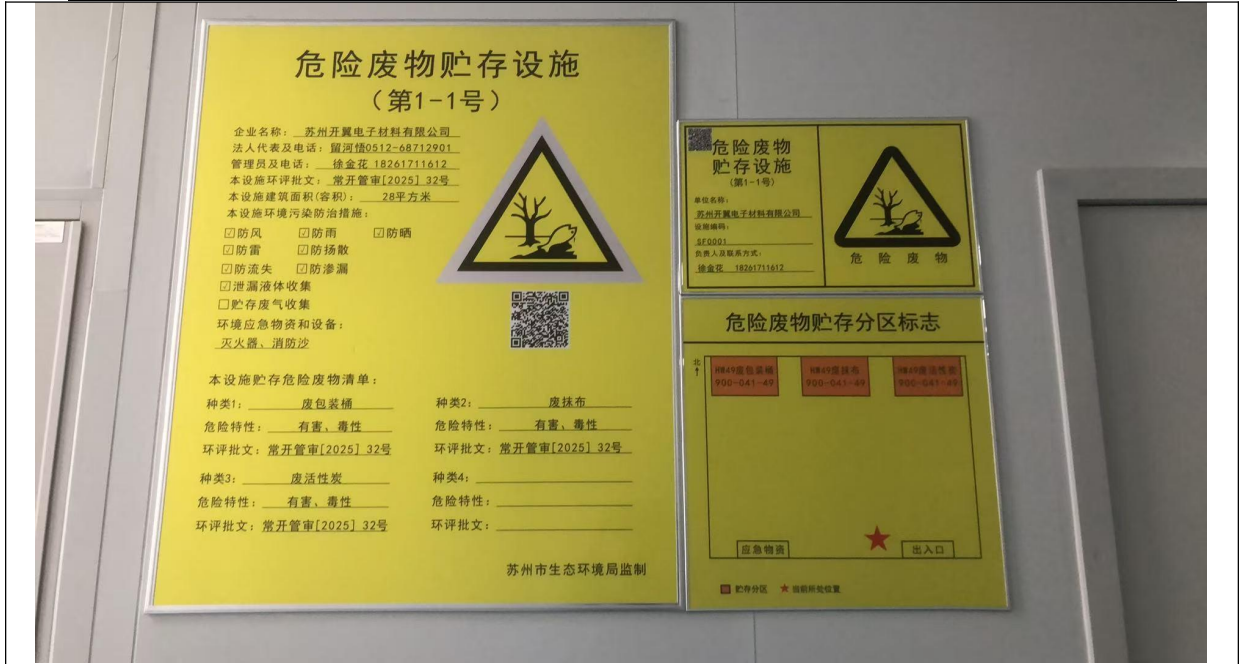 危险废物贮存设施
（第1-1号）
企业名称： 苏州开翼电子材料有限公司
法人代表及电话：留河悟0512-68712901
管理员及电话： 徐金花 18261711612
本设施环评批文：常开管审[2025] 32号
本设施建筑面积(容积)： 28平方米
本设施环境污染防治措施：
☑防风 ☑防雨 ☑防晒
☑防雷 ☑防扬散
☑防流失 ☑防渗漏
☑泄漏液体收集
☐贮存废气收集
环境应急物资和设备：
灭火器、消防沙
本设施贮存危险废物清单：
种类1： 废包装桶 种类2： 废抹布
危险特性： 有害、毒性 危险特性： 有害、毒性
环评批文：常开管审[2025] 32号 环评批文：常开管审[2025] 32号
种类3： 废活性炭 种类4：
危险特性： 有害、毒性 危险特性：
环评批文：常开管审[2025] 32号 环评批文：
苏州市生态环境局监制
危险废物
贮存设施
(第1-1号)
单位名称：
苏州开翼电子材料有限公司
设施编码：
SF0001
负责人及联系方式：
徐金花 18261711612
危险废物
危险废物贮存分区标志
北
HW49废包装桶 HW49废抹布 HW49废活性炭
900-041-49 900-041-49 900-041-49
应急物资 出入口
贮存分区 ★当前所处位置